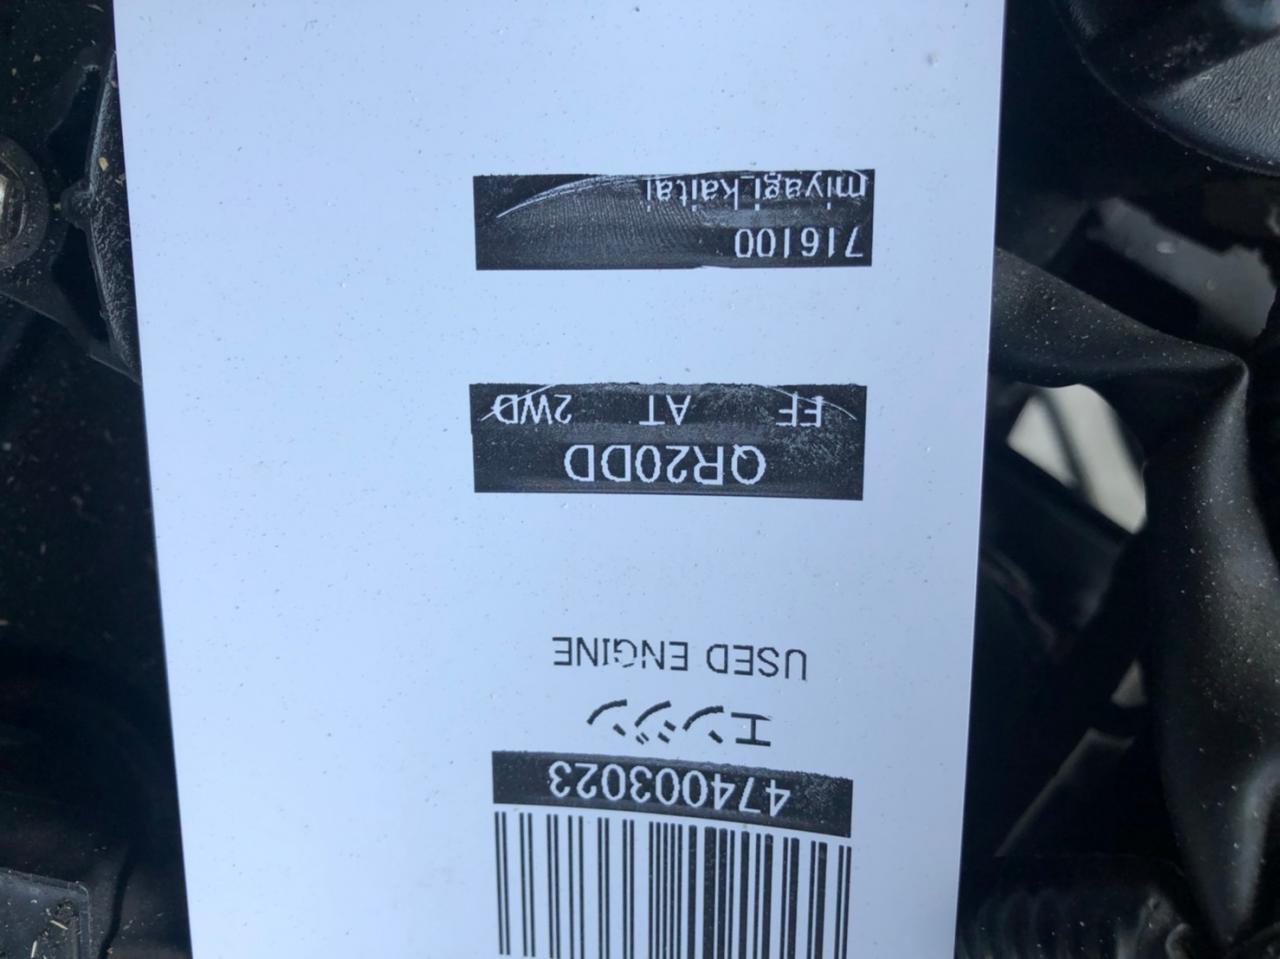 474003023
エンジン
USED ENGINE
QR20DD
FF AT 2WD
716100
miyagi_kaitai